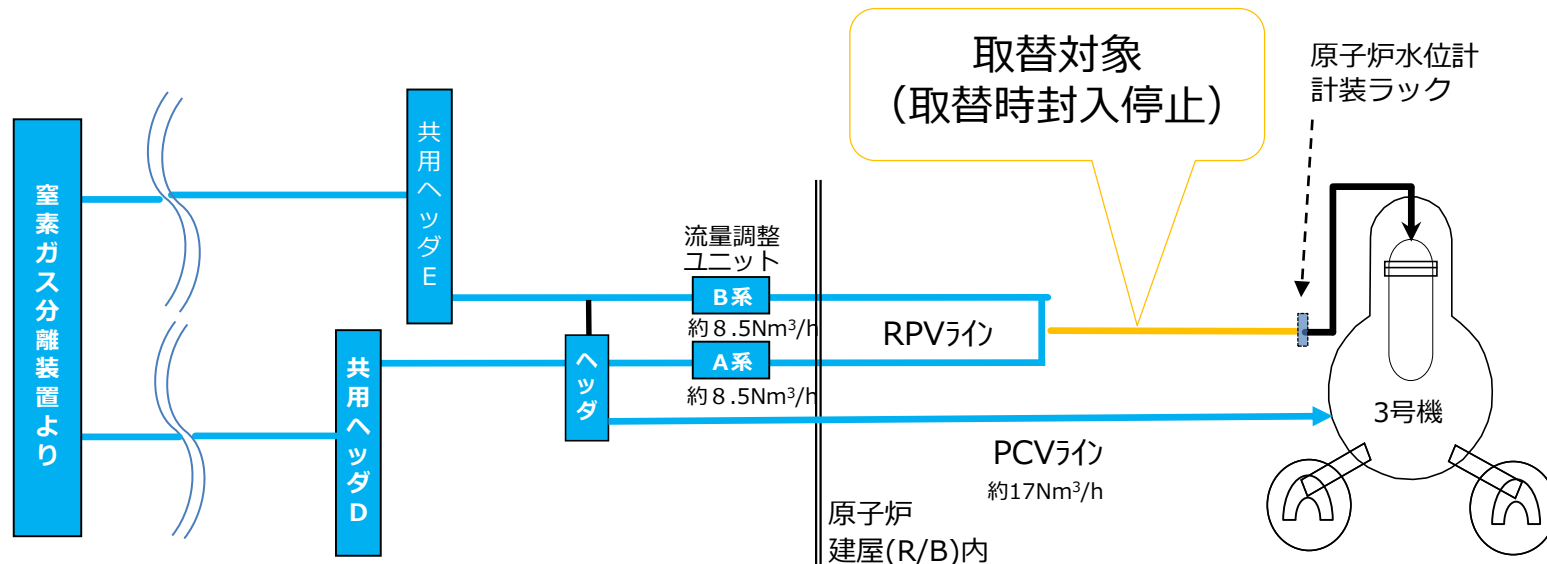 窒素ガス分離装置より
共用ヘッダE
共用ヘッダD
ヘッダ
流量調整
ユニット
B系
約８.5Nm³/h
A系
約８.5Nm³/h
RPVライン
取替対象
（取替時封入停止）
原子炉水位計
計装ラック
3号機
PCVライン
約17Nm³/h
原子炉
建屋(R/B)内